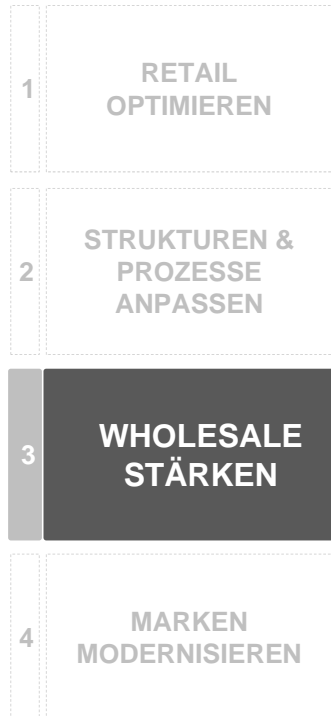 1
RETAIL
OPTIMIEREN
2
STRUKTUREN &
PROZESSE
ANPASSEN
3
WHOLESALE
STÄRKEN
4
MARKEN
MODERNISIEREN